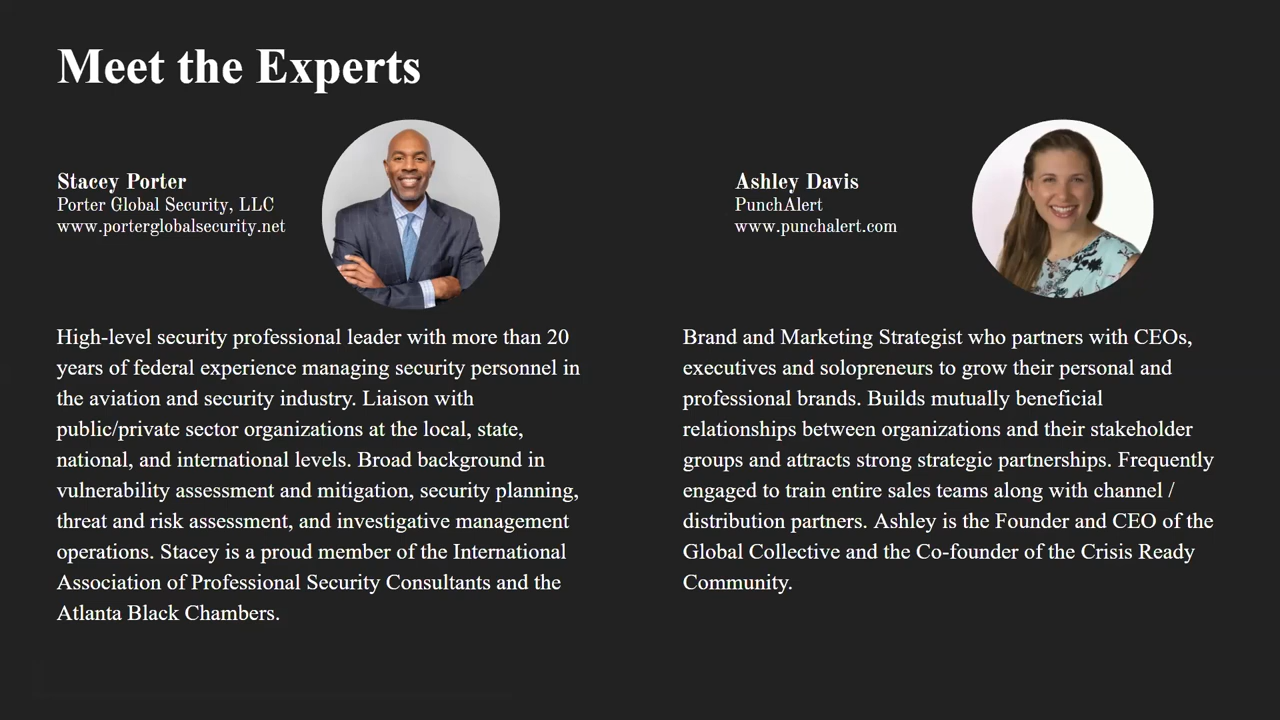 Meet the Experts
Stacey Porter
Porter Global Security, LLC
www.porterglobalsecurity.net
High-level security professional leader with more than 20
years of federal experience managing security personnel in
the aviation and security industry. Liaison with
public/private sector organizations at the local, state,
national, and international levels. Broad background in
vulnerability assessment and mitigation, security planning,
threat and risk assessment, and investigative management
operations. Stacey is a proud member of the International
Association of Professional Security Consultants and the
Atlanta Black Chambers.
Ashley Davis
PunchAlert
www.punchalert.com
Brand and Marketing Strategist who partners with CEOs,
executives and solopreneurs to grow their personal and
professional brands. Builds mutually beneficial
relationships between organizations and their stakeholder
groups and attracts strong strategic partnerships. Frequently
engaged to train entire sales teams along with channel /
distribution partners. Ashley is the Founder and CEO of the
Global Collective and the Co-founder of the Crisis Ready
Community.